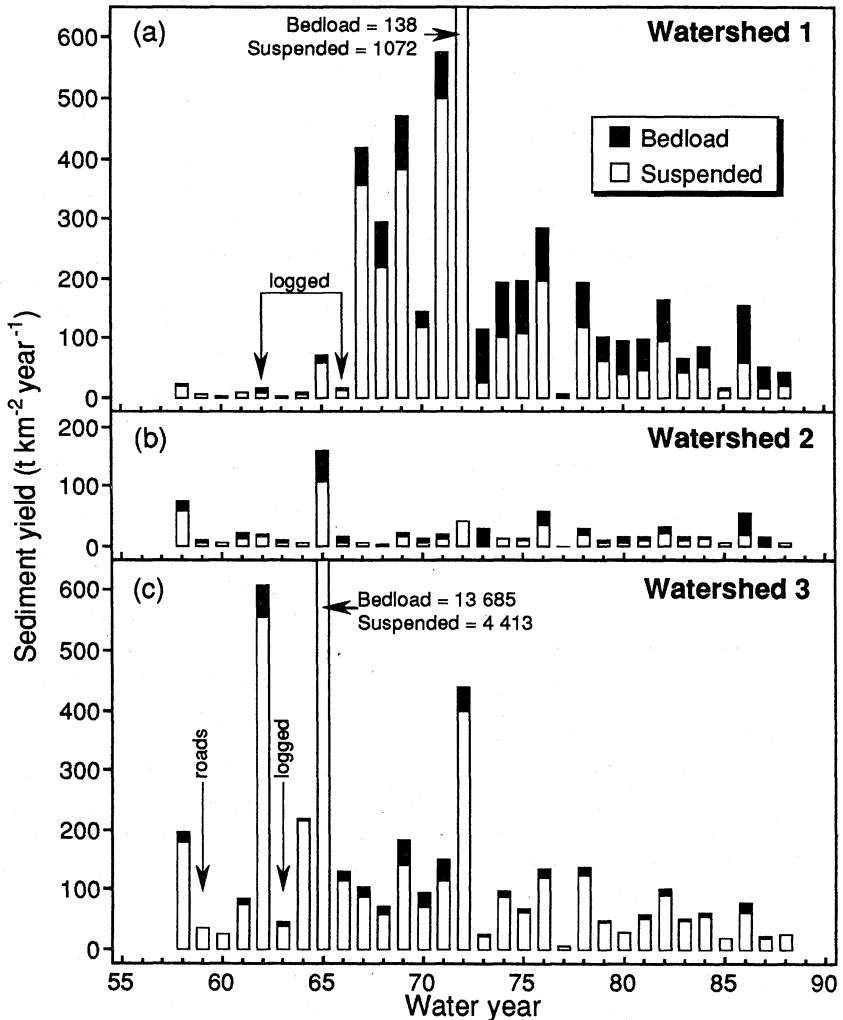 (a)
Bedload = 138
Suspended = 1072
Watershed 1
Bedload
Suspended
logged
600
500
400
300
200
100
0
(b)
Watershed 2
200
100
0
(c)
Watershed 3
Bedload = 13 685
Suspended = 4 413
roads
logged
600
500
400
300
200
100
0
Sediment yield (t km-2 year-1)
55 60 65 70 75 80 85 90
Water year